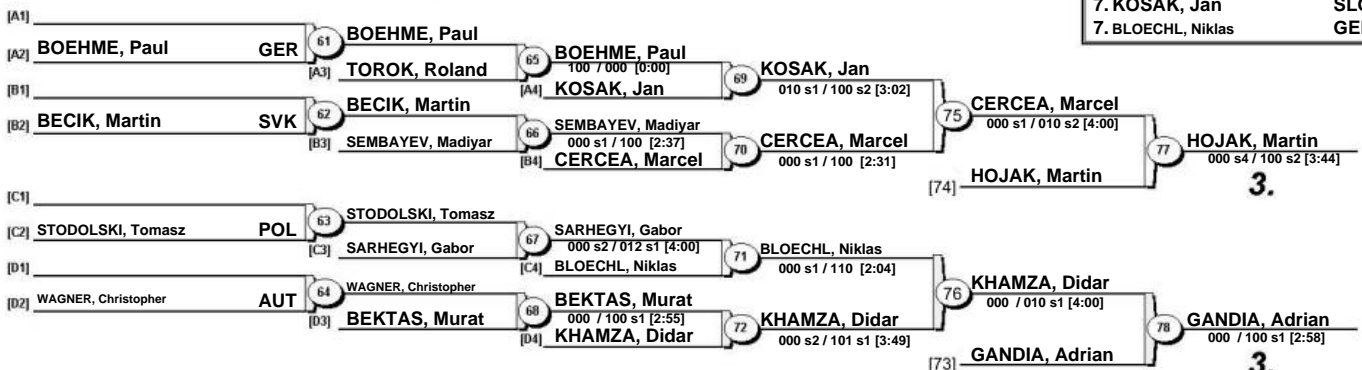 7. KOSAK, Jan
7. BLOECHL, Niklas
[A1]
[A2] BOEHME, Paul GER
61
BOEHME, Paul
[A3] TOROK, Roland
65
BOEHME, Paul
100 / 000 [0:00]
[A4] KOSAK, Jan
69
KOSAK, Jan
010 s1 / 100 s2 [3:02]
[B1]
[B2] BECIK, Martin SVK
62
BECIK, Martin
[B3] SEMBAYEV, Madiyar
66
SEMBAYEV, Madiyar
000 s1 / 100 [2:37]
[B4] CERCEA, Marcel
70
CERCEA, Marcel
000 s1 / 100 [2:31]
75
CERCEA, Marcel
000 s1 / 010 s2 [4:00]
[74] HOJAK, Martin
77
HOJAK, Martin
000 s4 / 100 s2 [3:44]
3.
[C1]
[C2] STODOLSKI, Tomasz POL
63
STODOLSKI, Tomasz
[C3] SARHEGYI, Gabor
67
SARHEGYI, Gabor
000 s2 / 012 s1 [4:00]
[C4] BLOECHL, Niklas
71
BLOECHL, Niklas
000 s1 / 110 [2:04]
[D1]
[D2] WAGNER, Christopher AUT
64
WAGNER, Christopher
[D3] BEKTAS, Murat
68
BEKTAS, Murat
000 / 100 s1 [2:55]
[D4] KHAMZA, Didar
72
KHAMZA, Didar
000 s2 / 101 s1 [3:49]
76
KHAMZA, Didar
000 / 010 s1 [4:00]
[73] GANDIA, Adrian
78
GANDIA, Adrian
000 / 100 s1 [2:58]
3.